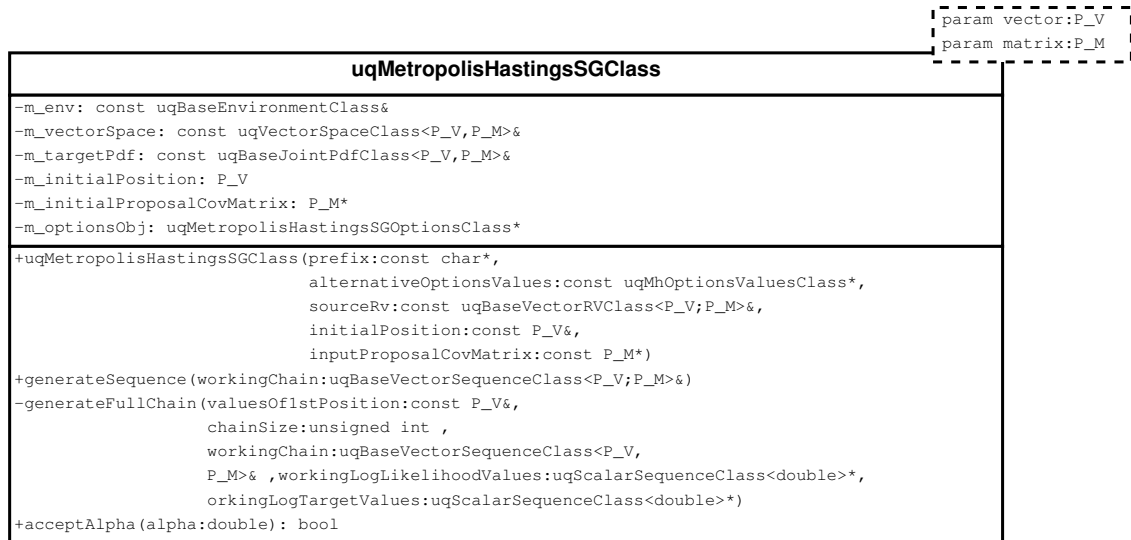 param vector:P_V
param matrix:P_M
uqMetropolisHastingsSGClass
-m_env: const uqBaseEnvironmentClass&
-m_vectorSpace: const uqVectorSpaceClass<P_V,P_M>&
-m_targetPdf: const uqBaseJointPdfClass<P_V,P_M>&
-m_initialPosition: P_V
-m_initialProposalCovMatrix: P_M*
-m_optionsObj: uqMetropolisHastingsSGOptionsClass*
+uqMetropolisHastingsSGClass(prefix:const char*,
alternativeOptionsValues:const uqMhOptionsValuesClass*,
sourceRv:const uqBaseVectorRVClass<P_V;P_M>&,
initialPosition:const P_V&,
inputProposalCovMatrix:const P_M*)
+generateSequence(workingChain:uqBaseVectorSequenceClass<P_V;P_M>&)
-generateFullChain(valuesOf1stPosition:const P_V&,
chainSize:unsigned int ,
workingChain:uqBaseVectorSequenceClass<P_V,
P_M>& ,workingLogLikelihoodValues:uqScalarSequenceClass<double>*,
orkingLogTargetValues:uqScalarSequenceClass<double>*)
+acceptAlpha(alpha:double): bool